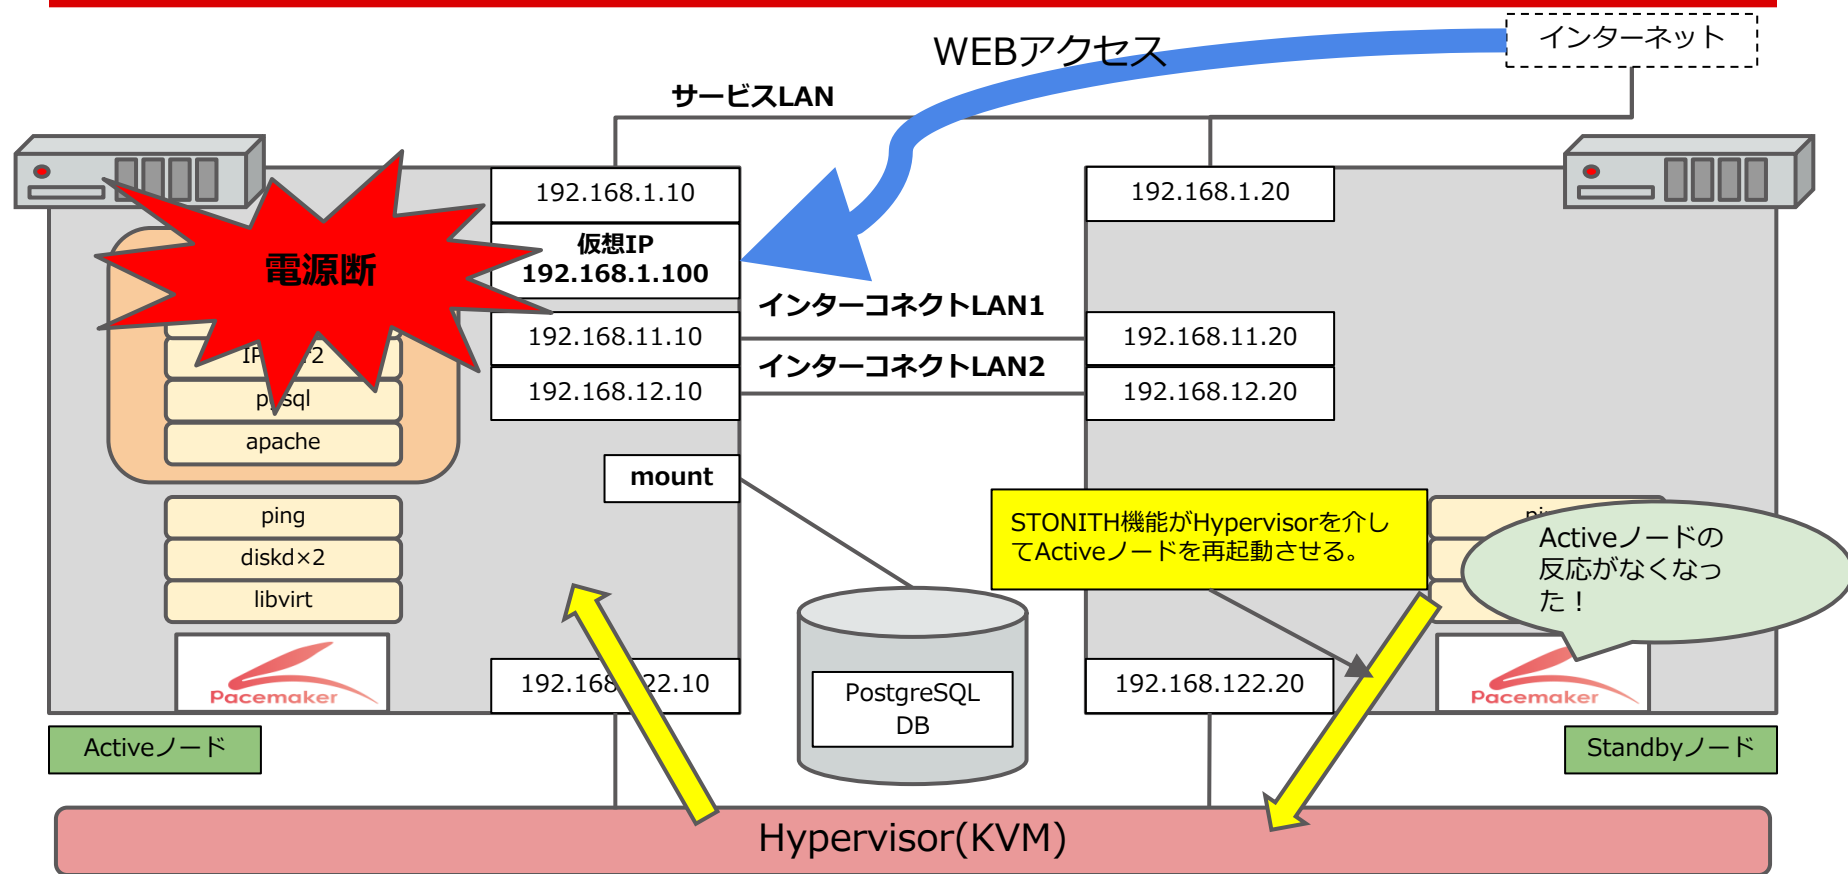 インターネット
WEBアクセス
サービスLAN
192.168.1.10
192.168.1.20
仮想IP
192.168.1.100
電源断
インターコネクトLAN1
192.168.11.10
192.168.11.20
インターコネクトLAN2
192.168.12.10
192.168.12.20
apache
mount
ping
diskd×2
libvirt
STONITH機能がHypervisorを介し
てActiveノードを再起動させる。
Activeノードの
反応がなくなっ
た！
Pacemaker
192.168.122.20
PostgreSQL
DB
Pacemaker
Activeノード
Standbyノード
Hypervisor(KVM)